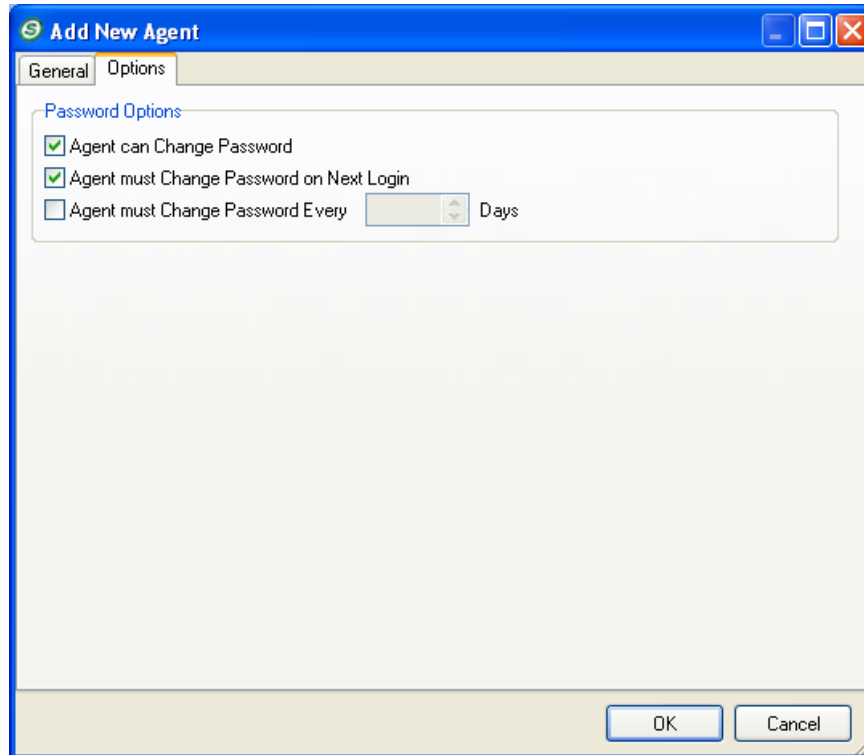 Add New Agent
General Options
Password Options
Agent can Change Password
Agent must Change Password on Next Login
Agent must Change Password Every Days
OK Cancel